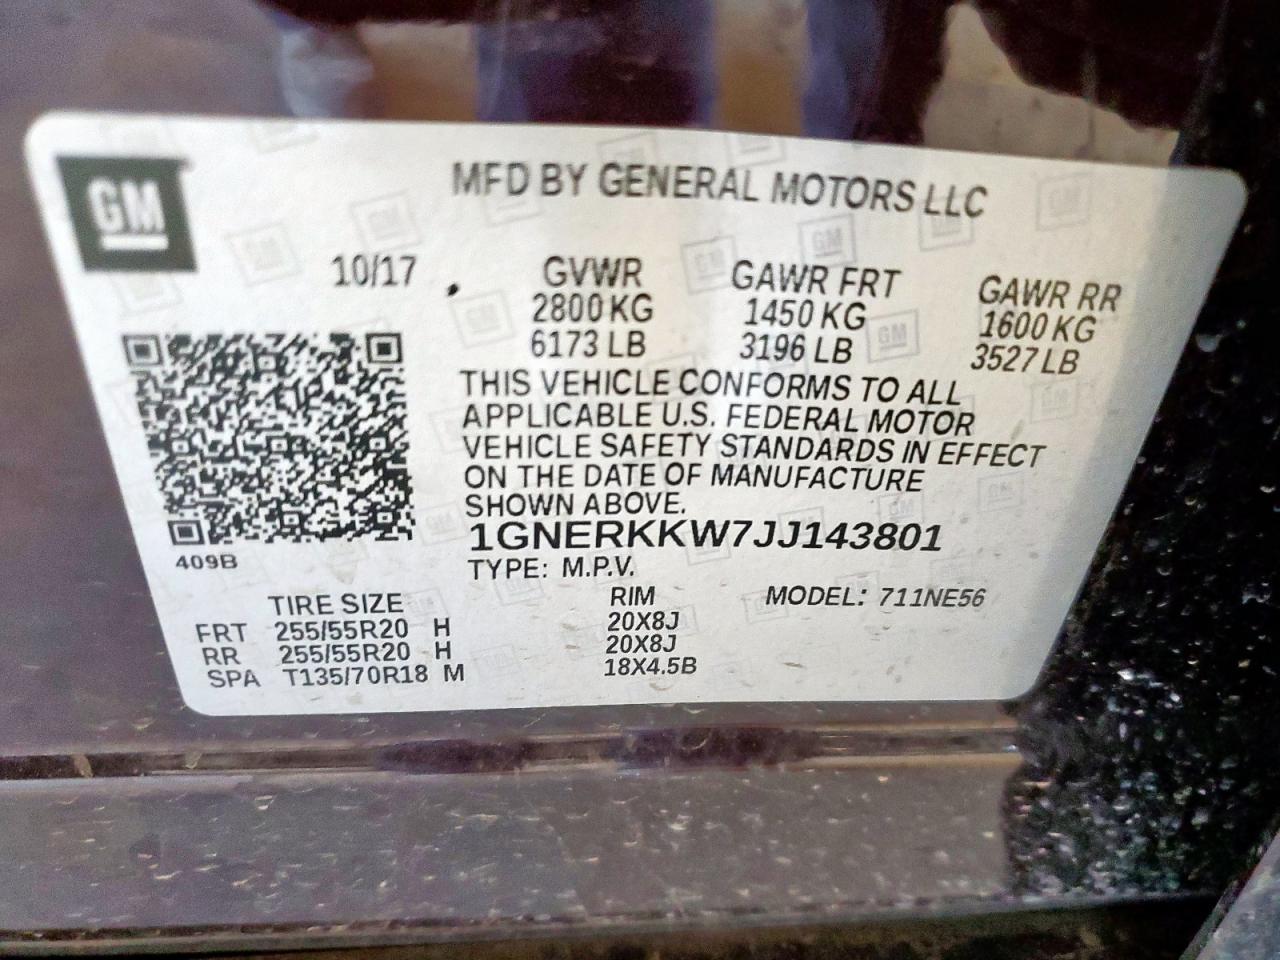 GM
MFD BY GENERAL MOTORS LLC
10/17
GVWR GAWR FRT GAWR RR
2800 KG 1450 KG 1600 KG
6173 LB 3196 LB 3527 LB
THIS VEHICLE CONFORMS TO ALL
APPLICABLE U.S. FEDERAL MOTOR
VEHICLE SAFETY STANDARDS IN EFFECT
ON THE DATE OF MANUFACTURE
SHOWN ABOVE.
1GNERKKW7JJ143801
409B
TYPE: M.P.V.
TIRE SIZE RIM MODEL: 711NE56
FRT 255/55R20 H 20X8J
RR 255/55R20 H 20X8J
SPA T135/70R18 M 18X4.5B